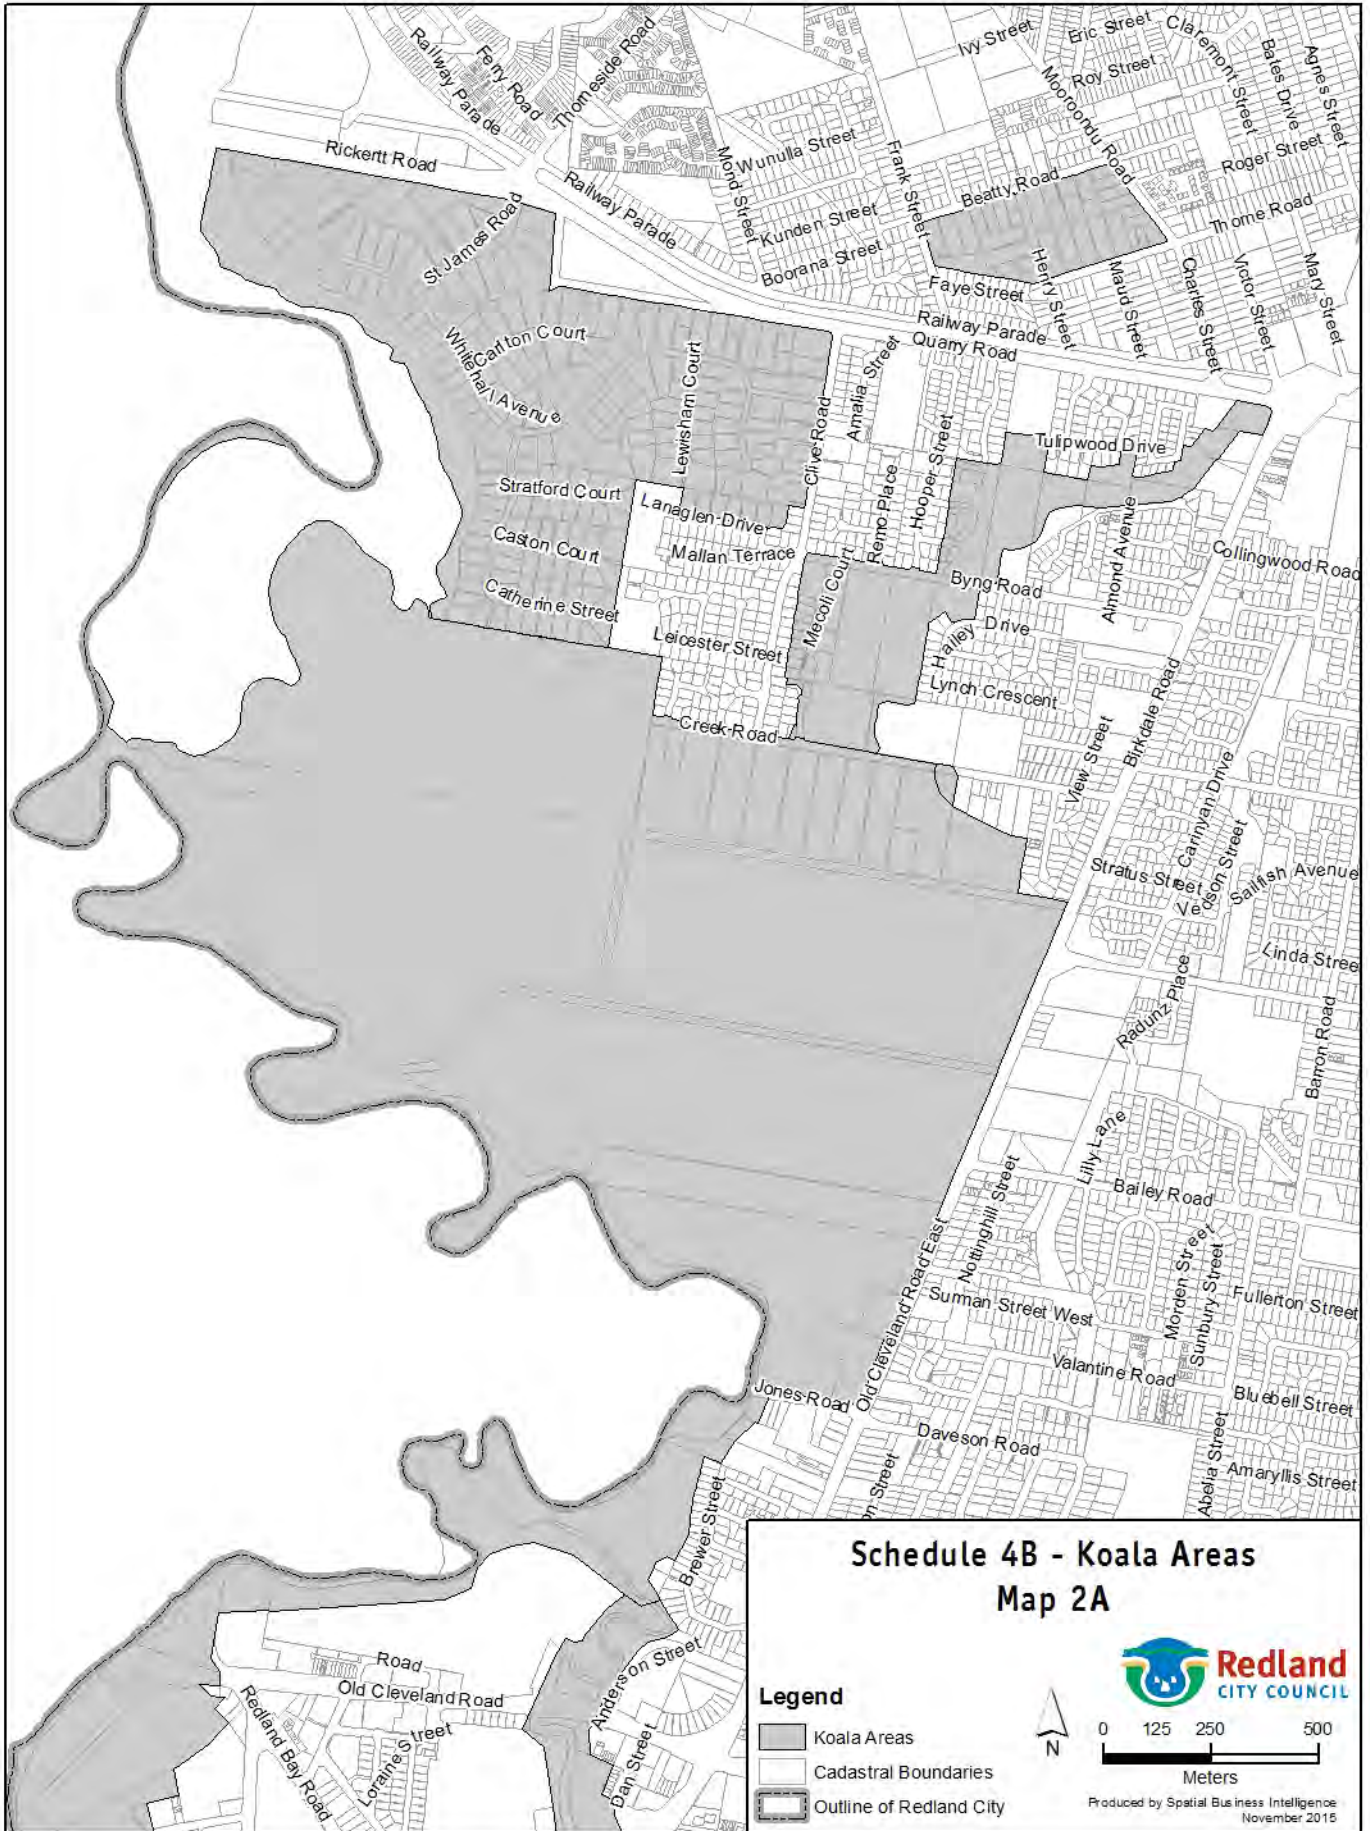 Ivy Street
Eric Street
Claremont Street
Bates Drive
Agnes Street
Railway Parade
Ferry Road
Thorneside Road
Roy Street
Mooroondu Road
Rickertt Road
Mond Street
Wunulla Street
Frank Street
Beatty Road
Roger Street
Railway Parade
Kunden Street
Thorne Road
St James Road
Boorana Street
Faye Street
Henry Street
Maud Street
Charles Street
Victor Street
Mary Street
Railway Parade
Quarry Road
Carlton Court
Whitehall Avenue
Lewisham Court
Clive Road
Amalia Street
Hooper Street
Remo Place
Tulipwood Drive
Stratford Court
Lanaglen Drive
Caston Court
Mallan Terrace
Mecoli Court
Almond Avenue
Collingwood Road
Byng Road
Catherine Street
Leicester Street
Halley Drive
Lynch Crescent
Creek Road
View Street
Birkdale Road
Carinyan Drive
Stratus Street
Vedson Street
Sailfish Avenue
Linda Stree
Radunz Place
Barron Road
Lilly Lane
Nottinghill Street
Bailey Road
Old Cleveland Road East
Morden Street
Sunbury Street
Surman Street West
Fullerton Street
Valantine Road
Bluebell Street
Jones Road
Daveson Road
Abelia Street
Amaryllis Street
on Street
Brewer Street
Anderson Street
Road
Old Cleveland Road
Redland Bay Road
Loraine Street
Dan Street
Schedule 4B - Koala Areas
Map 2A
Redland
CITY COUNCIL
Legend
Koala Areas
Cadastral Boundaries
Outline of Redland City
N
0 125 250 500
Meters
Produced by Spatial Business Intelligence
November 2015